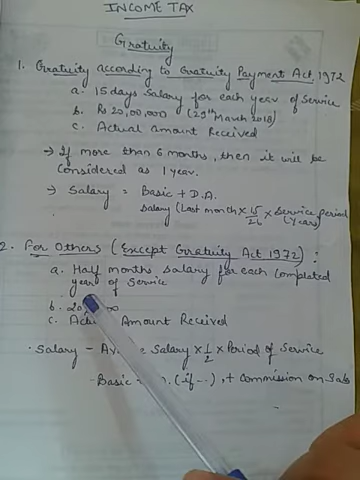 INCOME TAX
Gratuity
1. Gratuity according to Gratuity Payment Act, 1972
a. 15 days Salary for each year of Service
b. Rs 20,00,000 (29th March 2018)
c. Actual amount Received
→ If more than 6 months, then it will be
considered as 1 year.
→ Salary = Basic + D.A.
Salary (Last month × 15/26 × Service period
(years)
2. For Others (Except Gratuity Act 1972):
a. Half months salary for each completed
year of Service
b. 20
c. Amount Received
· Salary - Salary × 1/2 × Period of Service
- Basic (if ...), + Commission on Sales